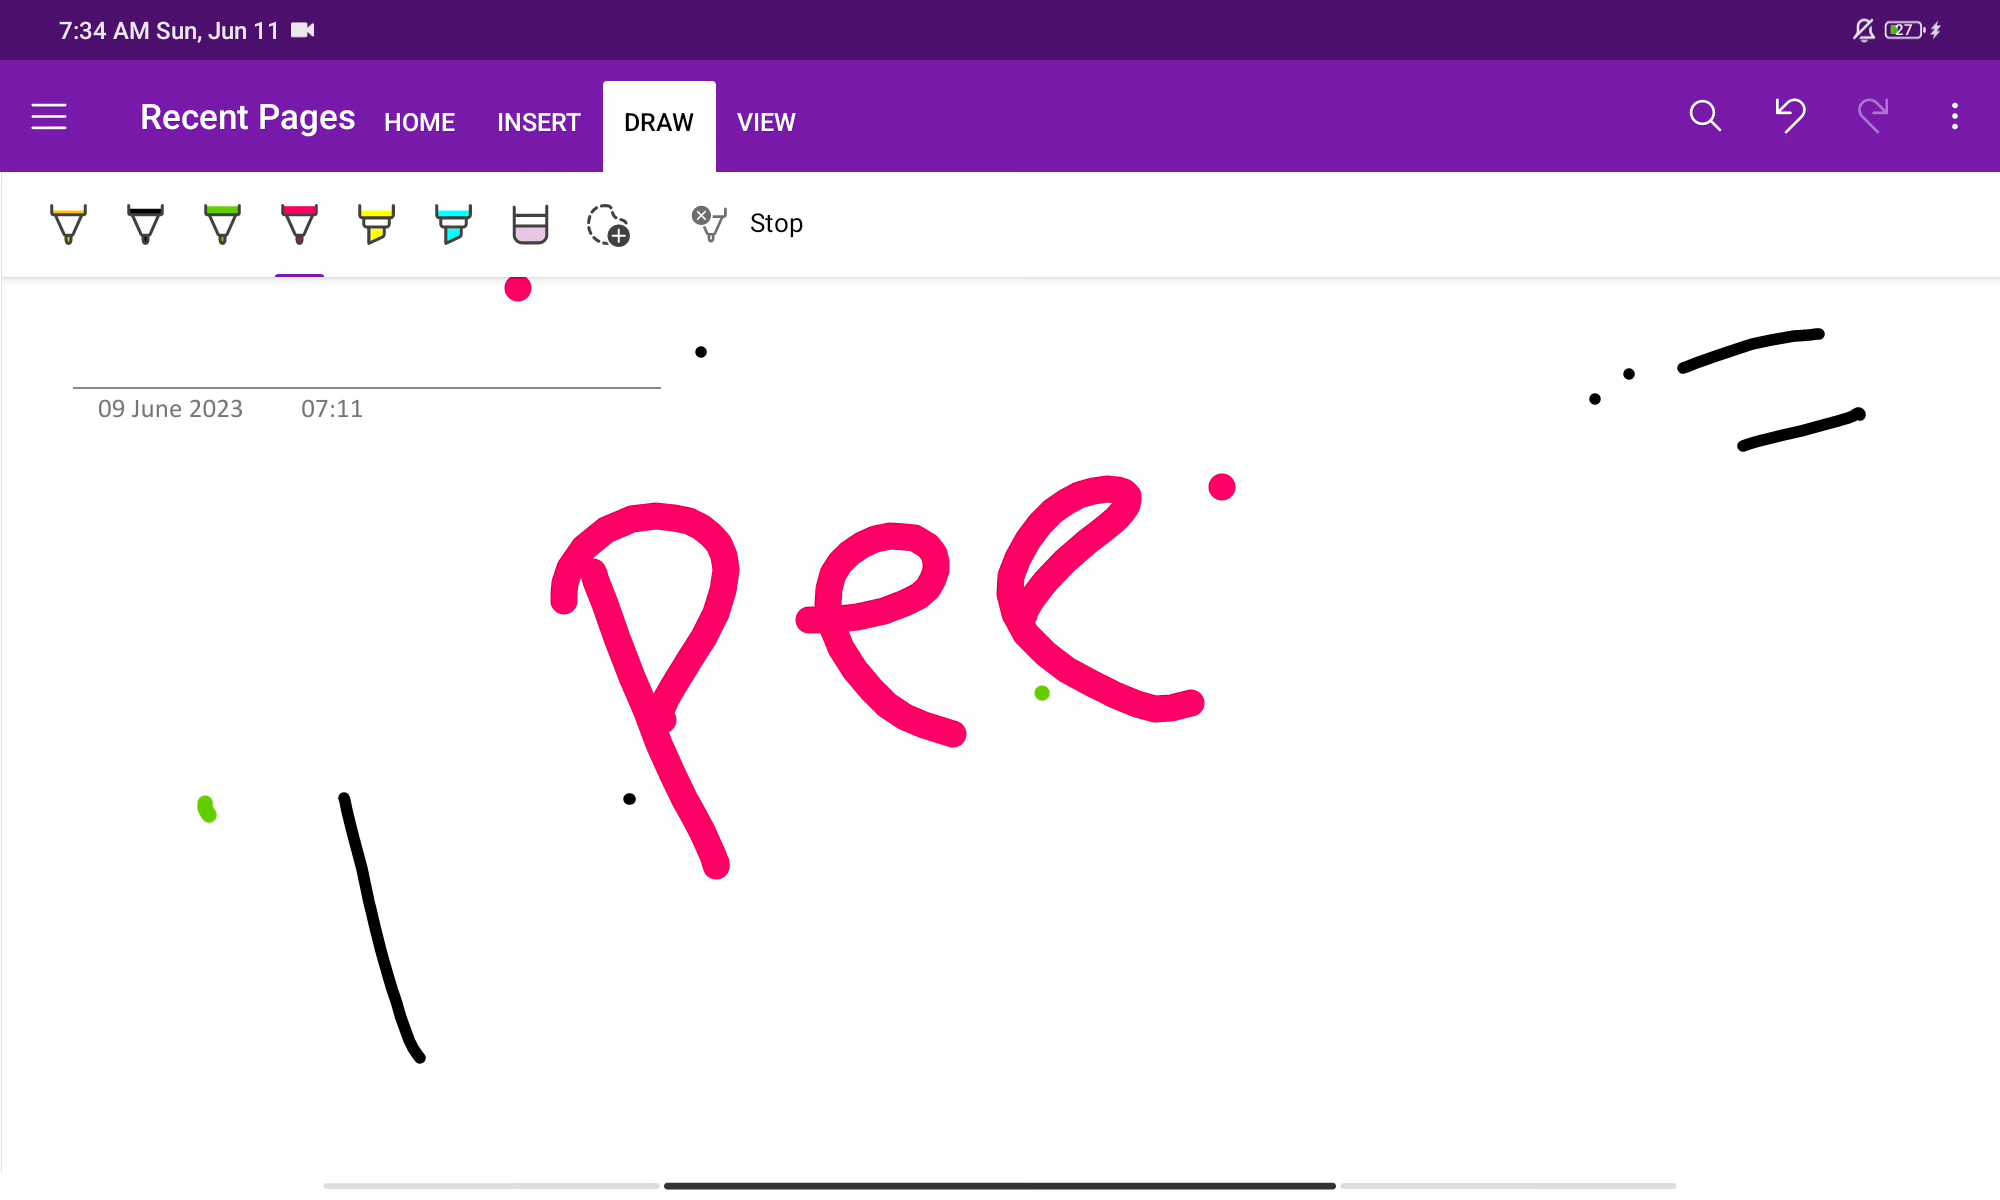 7:34 AM Sun, Jun 11
27
Recent Pages HOME INSERT DRAW VIEW
Stop
09 June 2023 07:11
pee